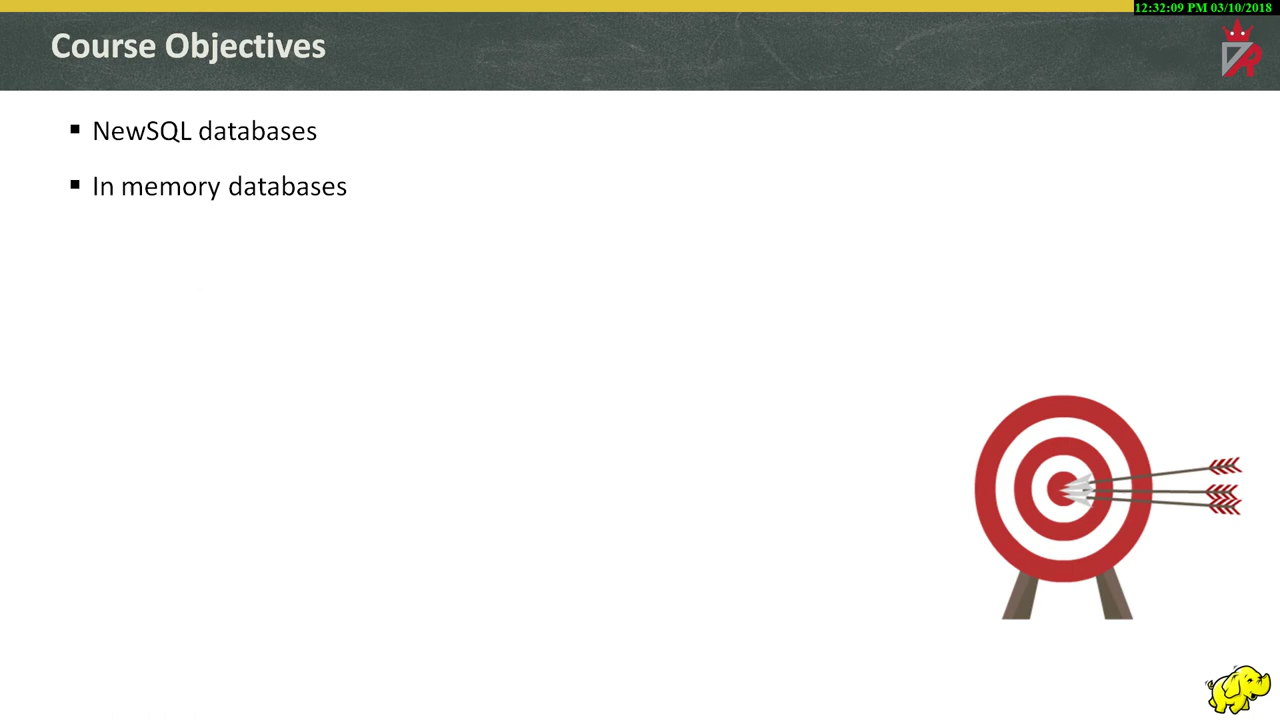 12:32:09 PM 03/10/2018
Course Objectives
▪ NewSQL databases
▪ In memory databases